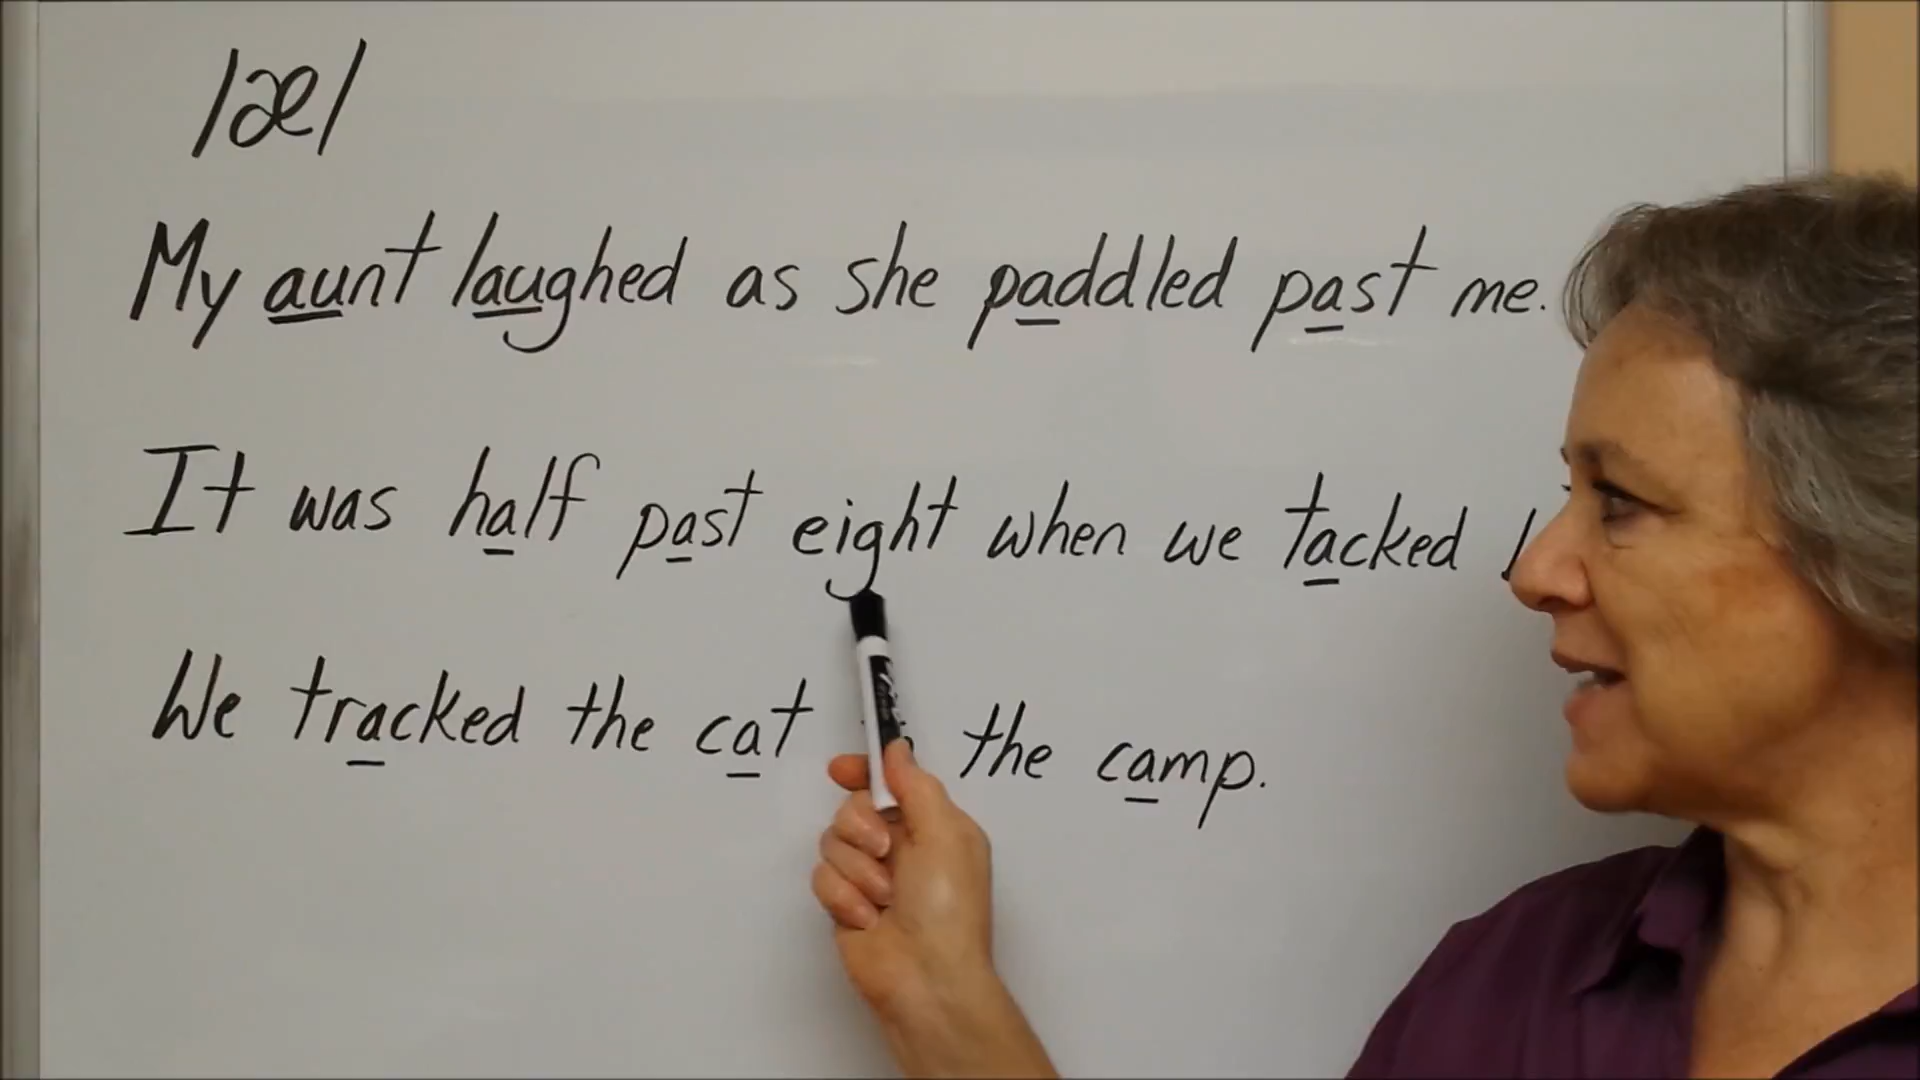 /æ/
My aunt laughed as she paddled past me.
It was half past eight when we tacked
We tracked the cat the camp.